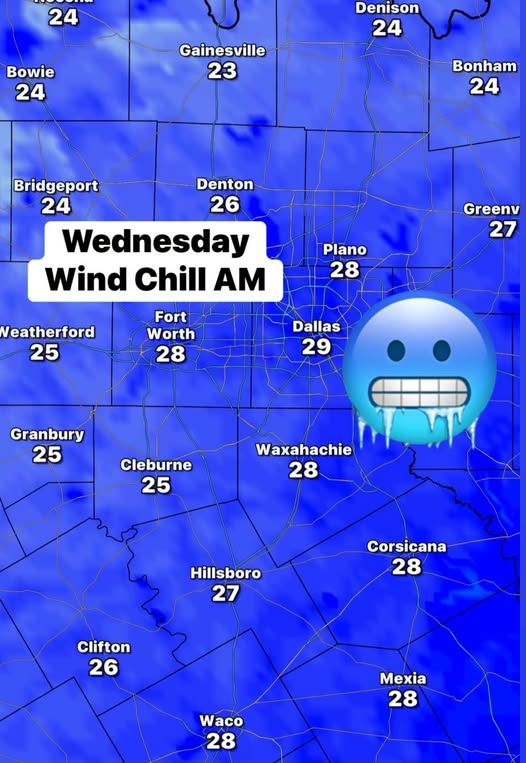 Nocona
24
Denison
24
Gainesville
23
Bowie
24
Bonham
24
Bridgeport
24
Denton
26
Greenv
27
Wednesday
Wind Chill AM
Plano
28
Weatherford
25
Fort
Worth
28
Dallas
29
Granbury
25
Cleburne
25
Waxahachie
28
Corsicana
28
Hillsboro
27
Clifton
26
Mexia
28
Waco
28